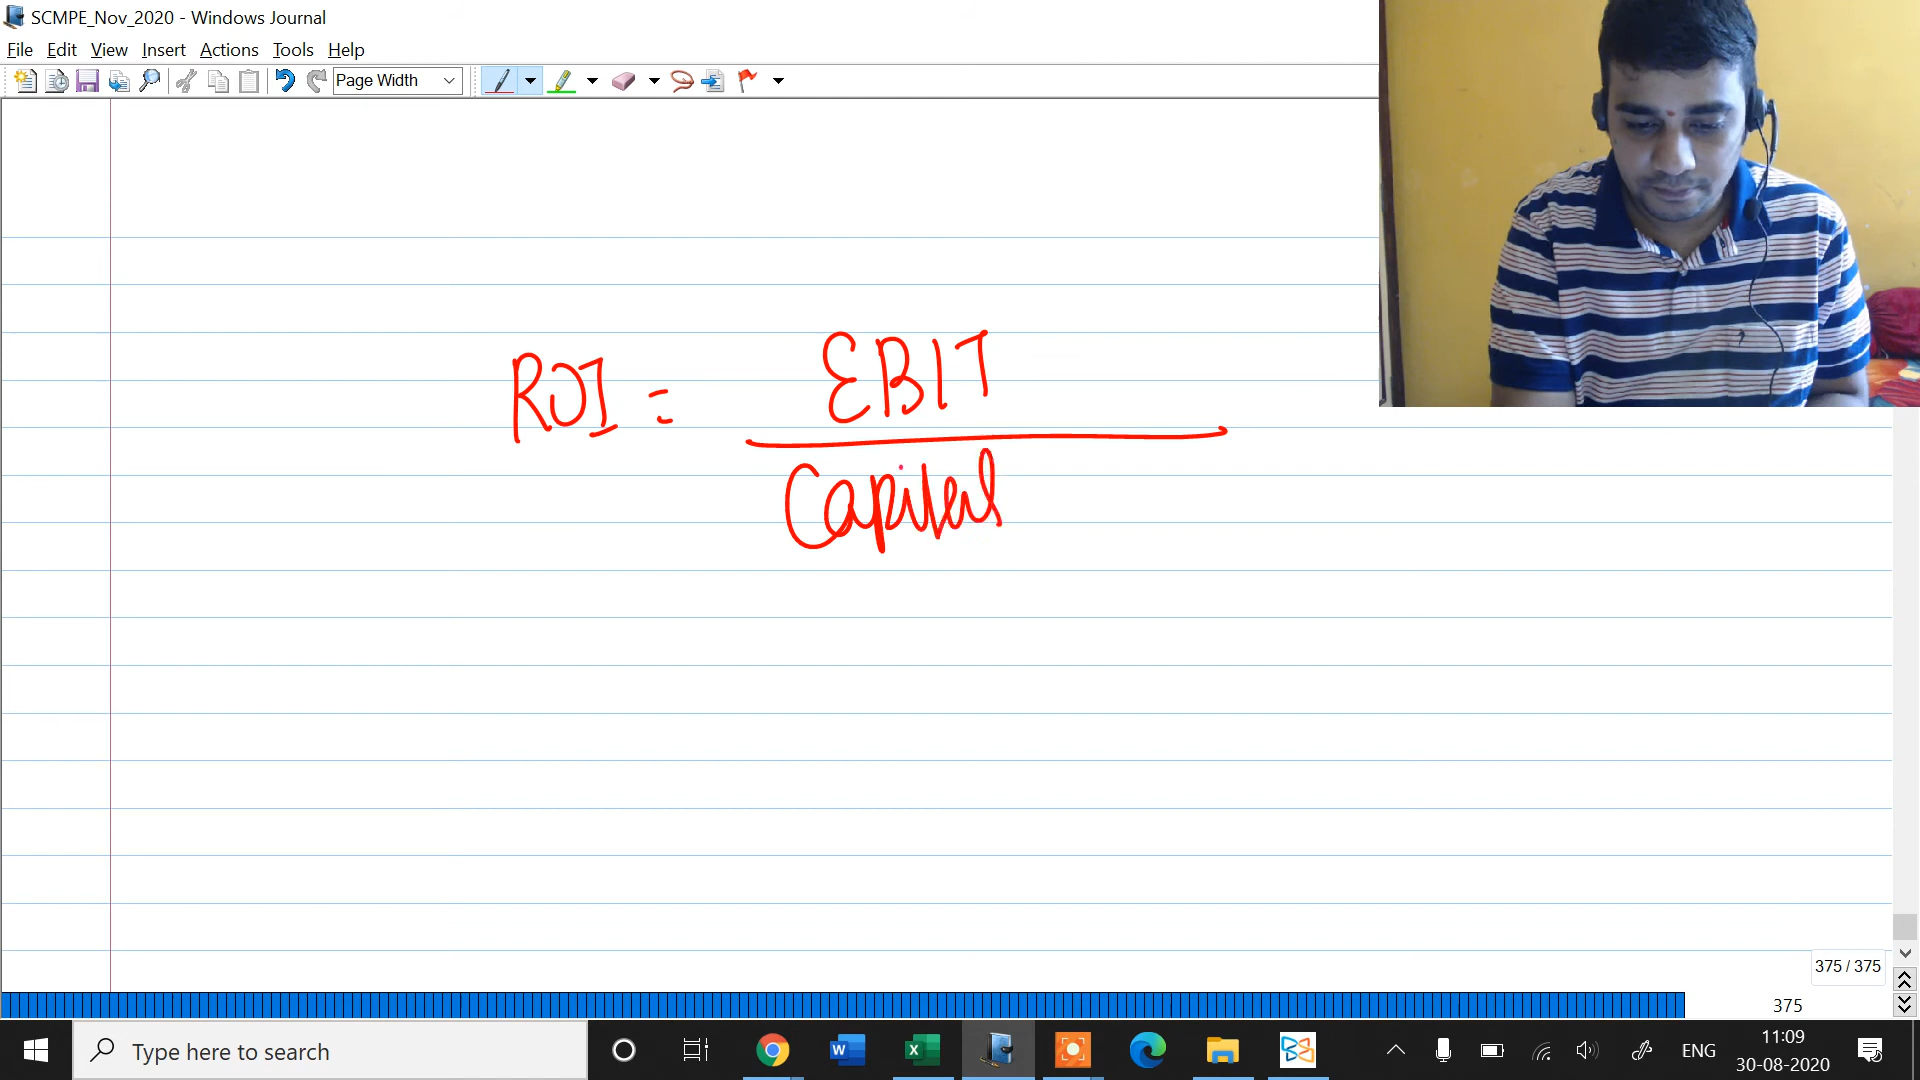 SCMPE_Nov_2020 - Windows Journal
File Edit View Insert Actions Tools Help
Page Width
ROI = EBIT
Capital
375 / 375
375
Type here to search
ENG
11:09
30-08-2020